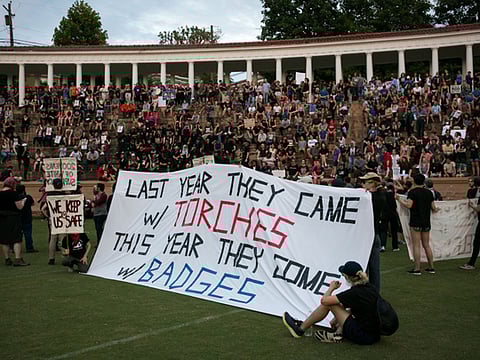 LAST YEAR THEY CAME
w/ TORCHES
THIS YEAR THEY COME
w/ BADGES
WE KEEP
US SAFE